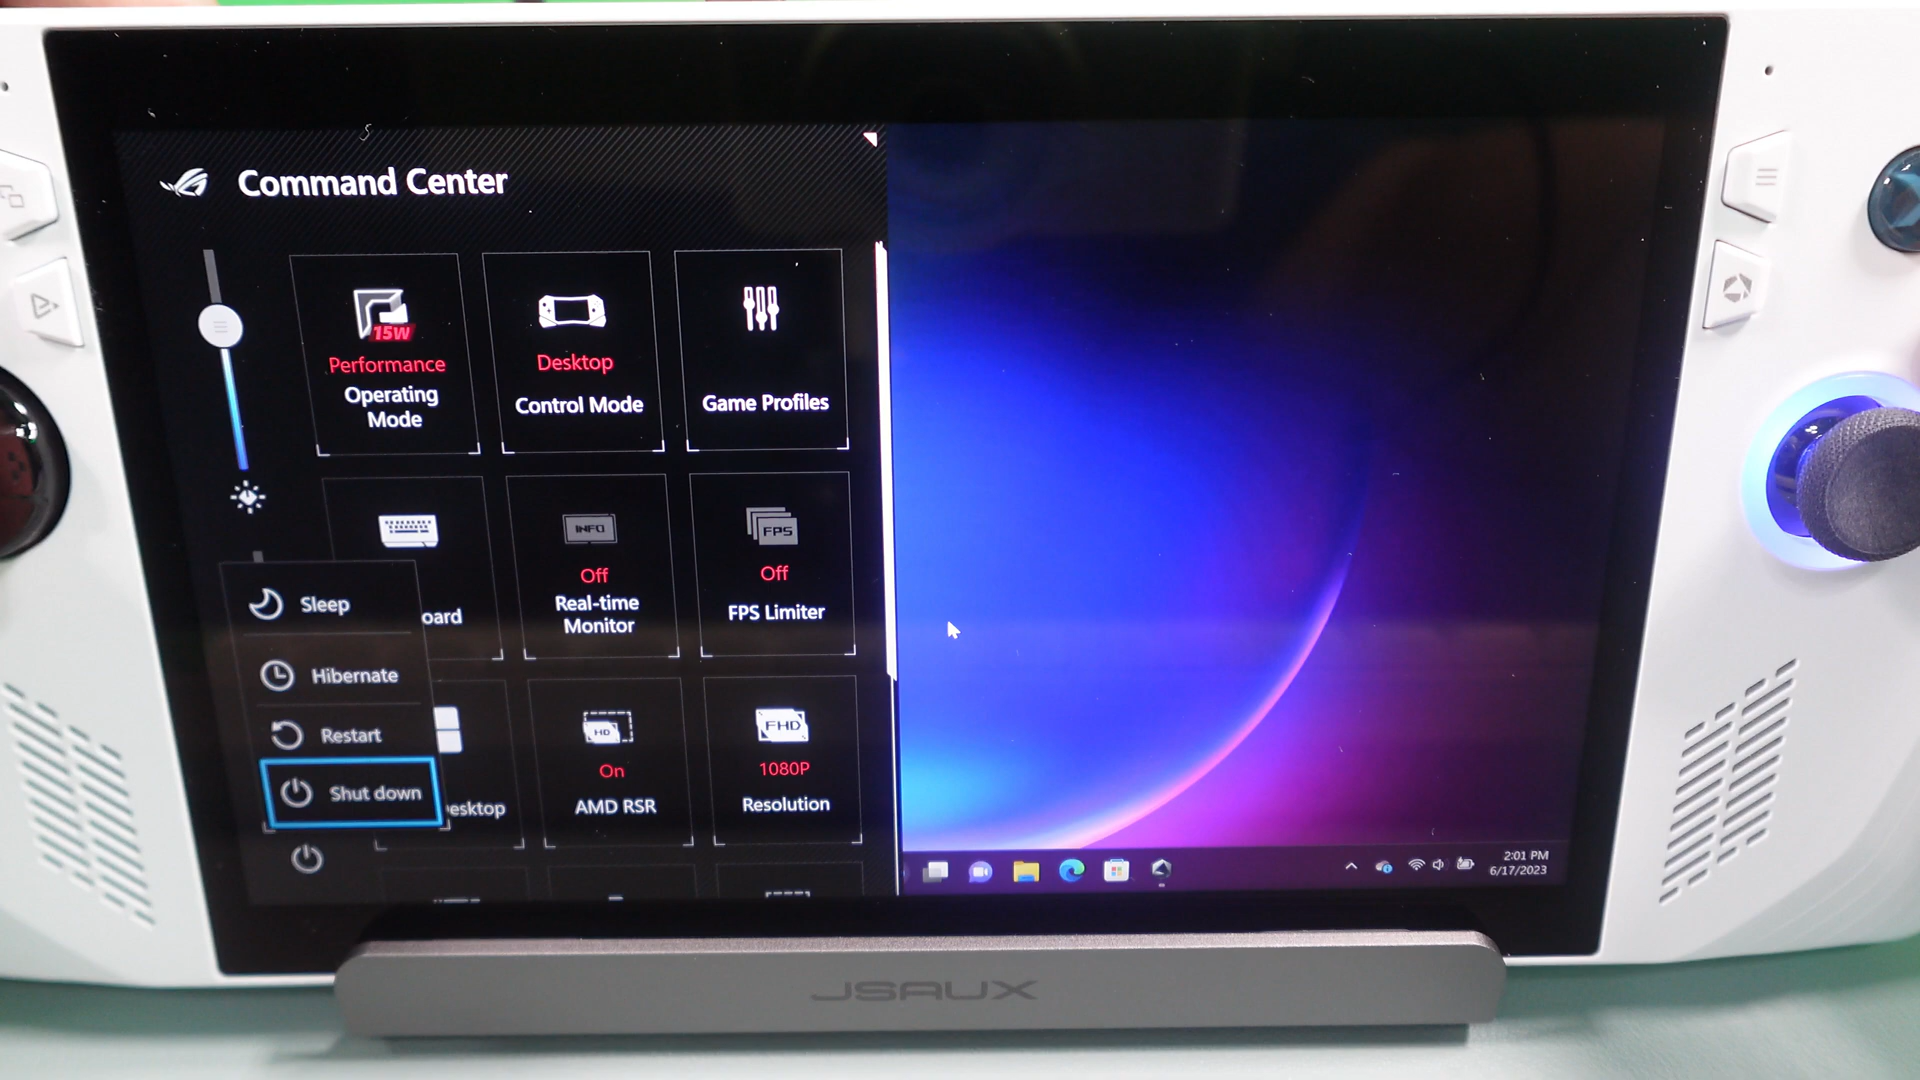 Command Center
15W
Performance
Operating
Mode
Desktop
Control Mode
Game Profiles
oard
INFO
Off
Real-time
Monitor
FPS
Off
FPS Limiter
Sleep
Hibernate
Restart
Shut down
esktop
HD
On
AMD RSR
FHD
1080P
Resolution
2:01 PM
6/17/2023
JSAUX